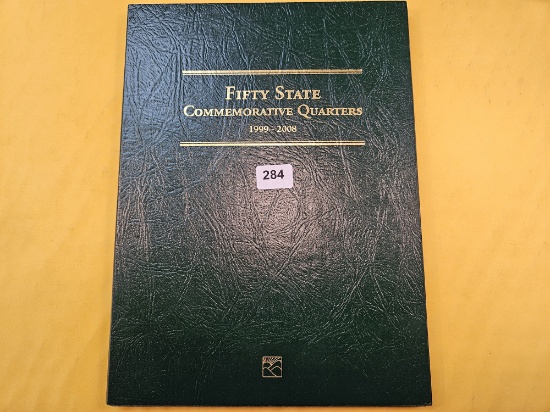 FIFTY STATE
COMMEMORATIVE QUARTERS
1999-2008
284